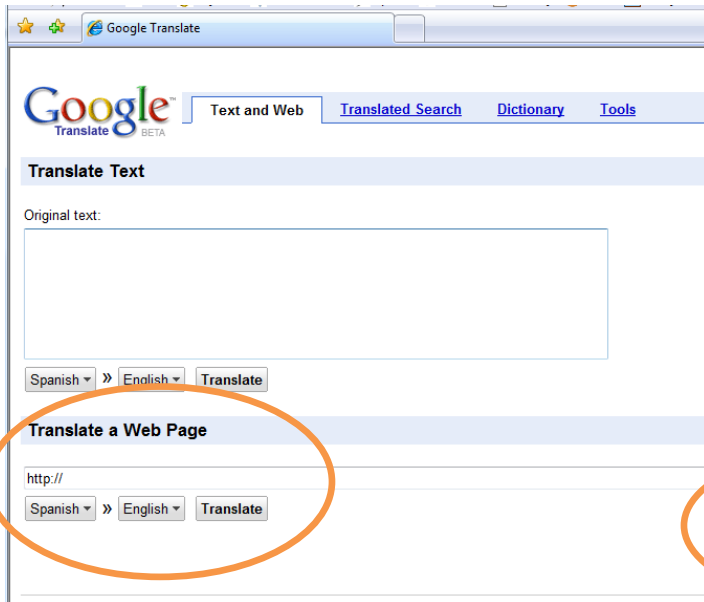 Google Translate
Google™
Translate BETA
Text and Web Translated Search Dictionary Tools
Translate Text
Original text:
Spanish » English Translate
Translate a Web Page
http://
Spanish » English Translate